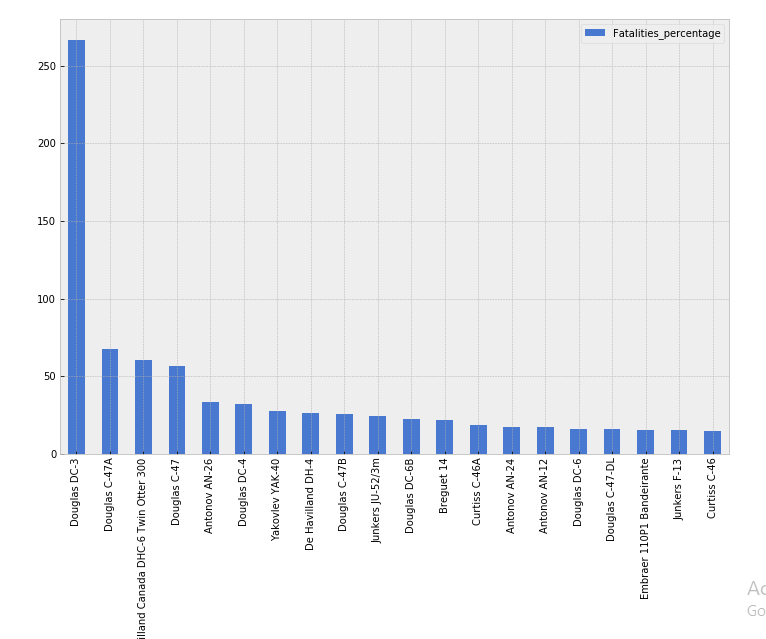 Fatalities_percentage
250
200
150
100
50
0
Douglas DC-3
Douglas C-47A
illand Canada DHC-6 Twin Otter 300
Douglas C-47
Antonov AN-26
Douglas DC-4
Yakovlev YAK-40
De Havilland DH-4
Douglas C-47B
Junkers JU-52/3m
Douglas DC-6B
Breguet 14
Curtiss C-46A
Antonov AN-24
Antonov AN-12
Douglas DC-6
Douglas C-47-DL
Embraer 110P1 Bandeirante
Junkers F-13
Curtiss C-46
Ac
Go